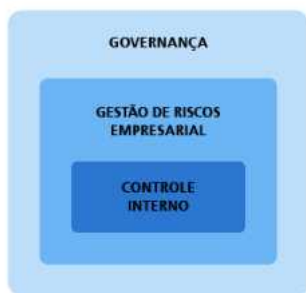 GOVERNANÇA
GESTÃO DE RISCOS
EMPRESARIAL
CONTROLE
INTERNO